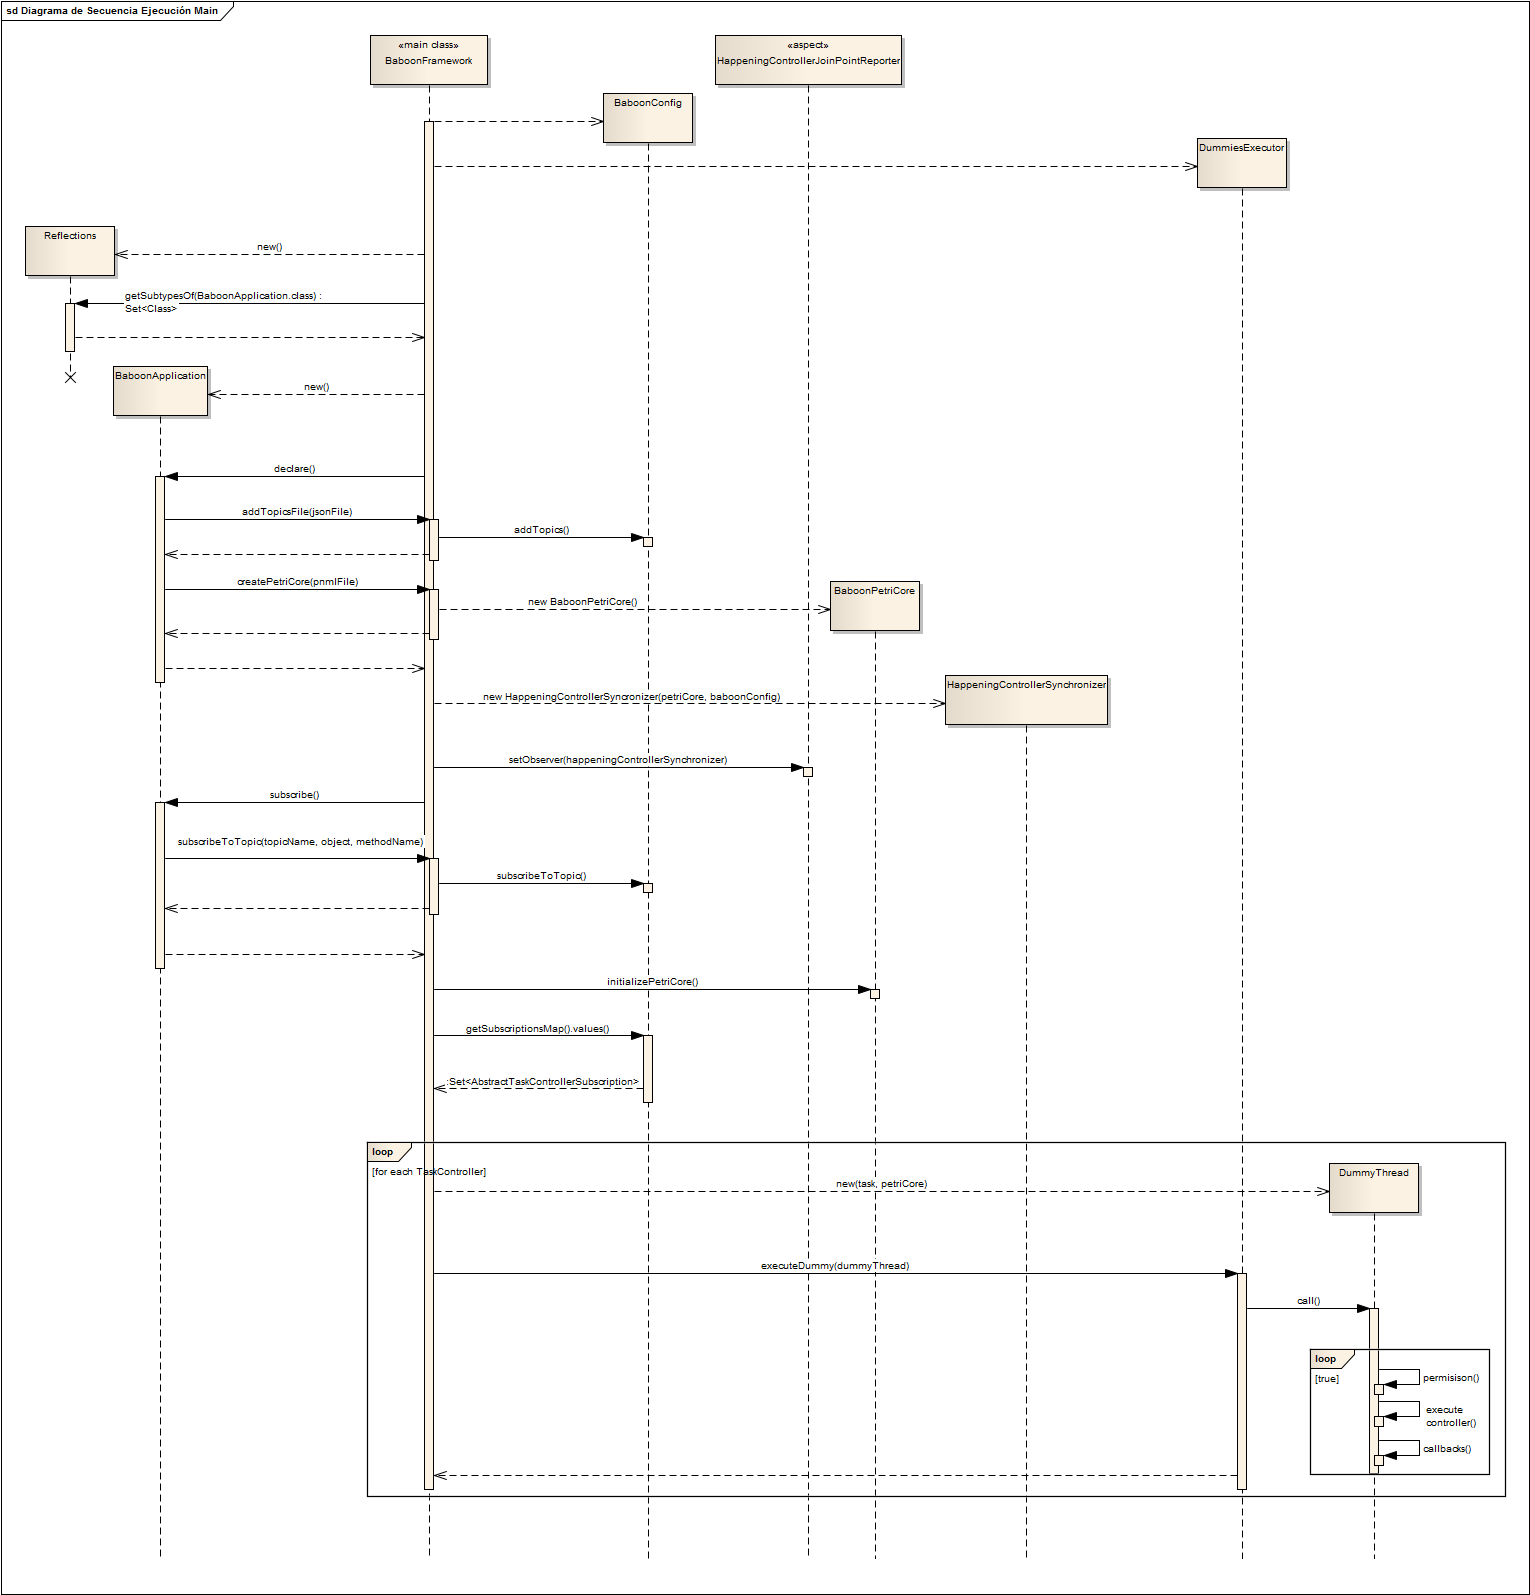 sd Diagrama de Secuencia Ejecución Main
«main class»
BaboonFramework
«aspect»
HappeningControllerJoinPointReporter
BaboonConfig
DummiesExecutor
Reflections
new()
getSubtypesOf(BaboonApplication.class) :
Set<Class>
BaboonApplication
new()
declare()
addTopicsFile(jsonFile)
addTopics()
createPetriCore(pnmlFile)
BaboonPetriCore
new BaboonPetriCore()
HappeningControllerSynchronizer
new HappeningControllerSyncronizer(petriCore, baboonConfig)
setObserver(happeningControllerSynchronizer)
subscribe()
subscribeToTopic(topicName, object, methodName)
subscribeToTopic()
initializePetriCore()
getSubscriptionsMap().values()
:Set<AbstractTaskControllerSubscription>
loop
[for each TaskController]
DummyThread
new(task, petriCore)
executeDummy(dummyThread)
call()
loop
[true]
permisison()
execute
controller()
callbacks()